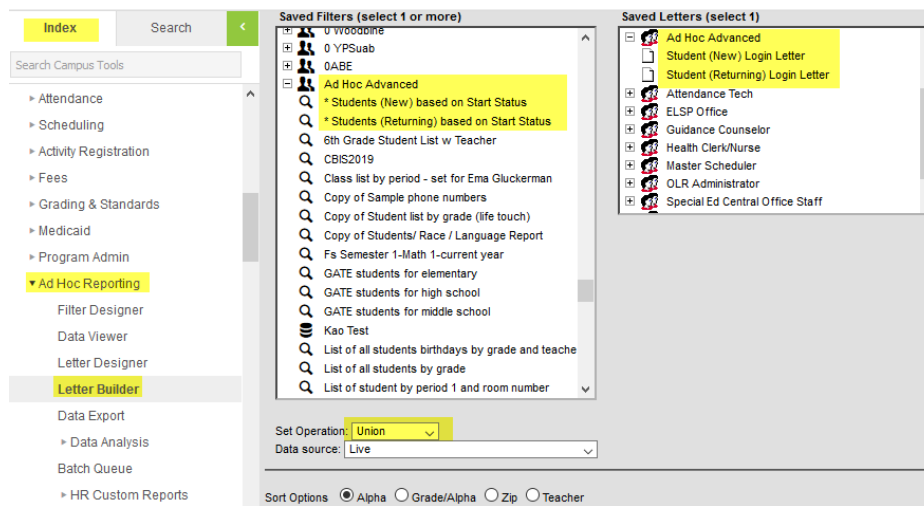 Index
Search
<
Search Campus Tools
Attendance
Scheduling
Activity Registration
Fees
Grading & Standards
Medicaid
Program Admin
Ad Hoc Reporting
Filter Designer
Data Viewer
Letter Designer
Letter Builder
Data Export
Data Analysis
Batch Queue
HR Custom Reports
Saved Filters (select 1 or more)
0 Woodbine
0 YPSuab
0ABE
Ad Hoc Advanced
* Students (New) based on Start Status
* Students (Returning) based on Start Status
6th Grade Student List w Teacher
CBIS2019
Class list by period - set for Ema Gluckerman
Copy of Sample phone numbers
Copy of Student list by grade (life touch)
Copy of Students/ Race / Language Report
Fs Semester 1-Math 1-current year
GATE students for elementary
GATE students for high school
GATE students for middle school
Kao Test
List of all students birthdays by grade and teache
List of all students by grade
List of student by period 1 and room number
Set Operation: Union
Data source: Live
Sort Options Alpha Grade/Alpha Zip Teacher
Saved Letters (select 1)
Ad Hoc Advanced
Student (New) Login Letter
Student (Returning) Login Letter
Attendance Tech
ELSP Office
Guidance Counselor
Health Clerk/Nurse
Master Scheduler
OLR Administrator
Special Ed Central Office Staff